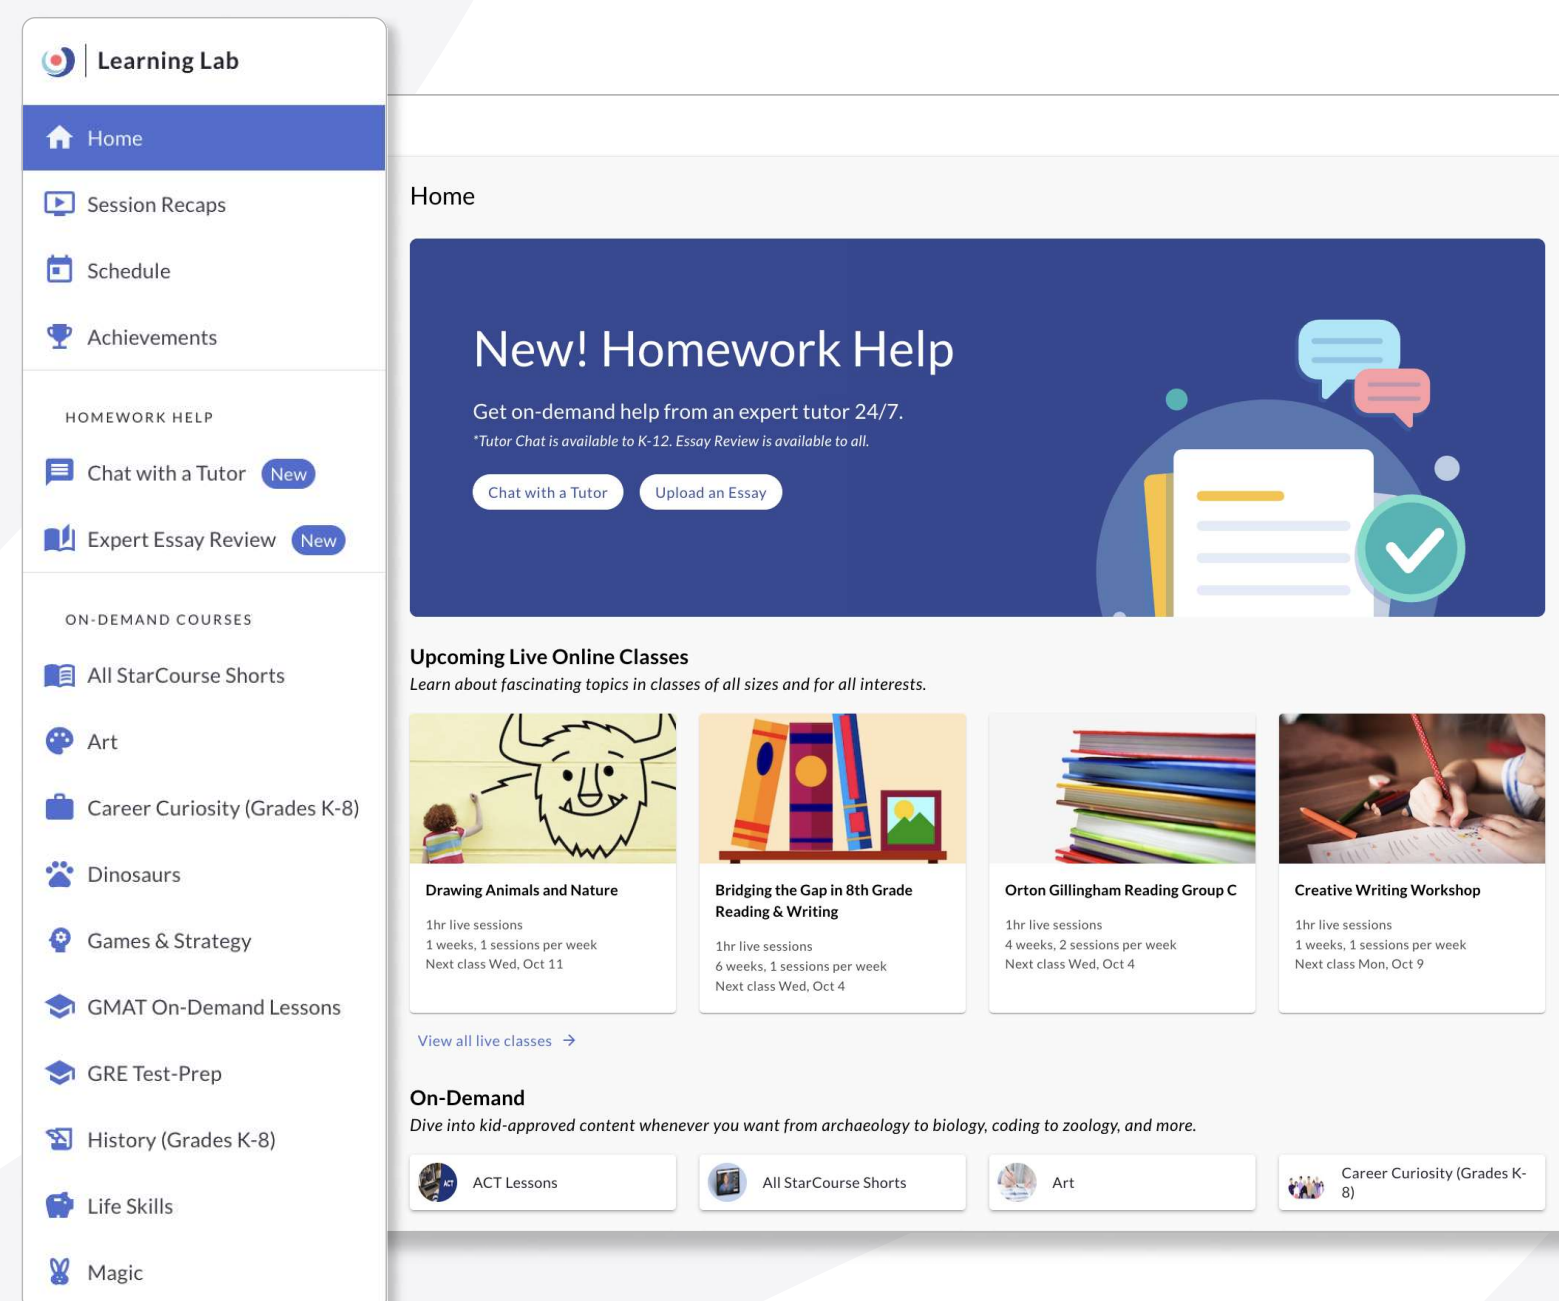 Learning Lab
Home
Session Recaps
Schedule
Achievements
HOMEWORK HELP
Chat with a Tutor New
Expert Essay Review New
ON-DEMAND COURSES
All StarCourse Shorts
Art
Career Curiosity (Grades K-8)
Dinosaurs
Games & Strategy
GMAT On-Demand Lessons
GRE Test-Prep
History (Grades K-8)
Life Skills
Magic
Home
New! Homework Help
Get on-demand help from an expert tutor 24/7.
*Tutor Chat is available to K-12. Essay Review is available to all.
Chat with a Tutor
Upload an Essay
Upcoming Live Online Classes
Learn about fascinating topics in classes of all sizes and for all interests.
Drawing Animals and Nature
1hr live sessions
1 weeks, 1 sessions per week
Next class Wed, Oct 11
Bridging the Gap in 8th Grade
Reading & Writing
1hr live sessions
6 weeks, 1 sessions per week
Next class Wed, Oct 4
Orton Gillingham Reading Group C
1hr live sessions
4 weeks, 2 sessions per week
Next class Wed, Oct 4
Creative Writing Workshop
1hr live sessions
1 weeks, 1 sessions per week
Next class Mon, Oct 9
View all live classes →
On-Demand
Dive into kid-approved content whenever you want from archaeology to biology, coding to zoology, and more.
ACT
ACT Lessons
All StarCourse Shorts
Art
Career Curiosity (Grades K-
8)